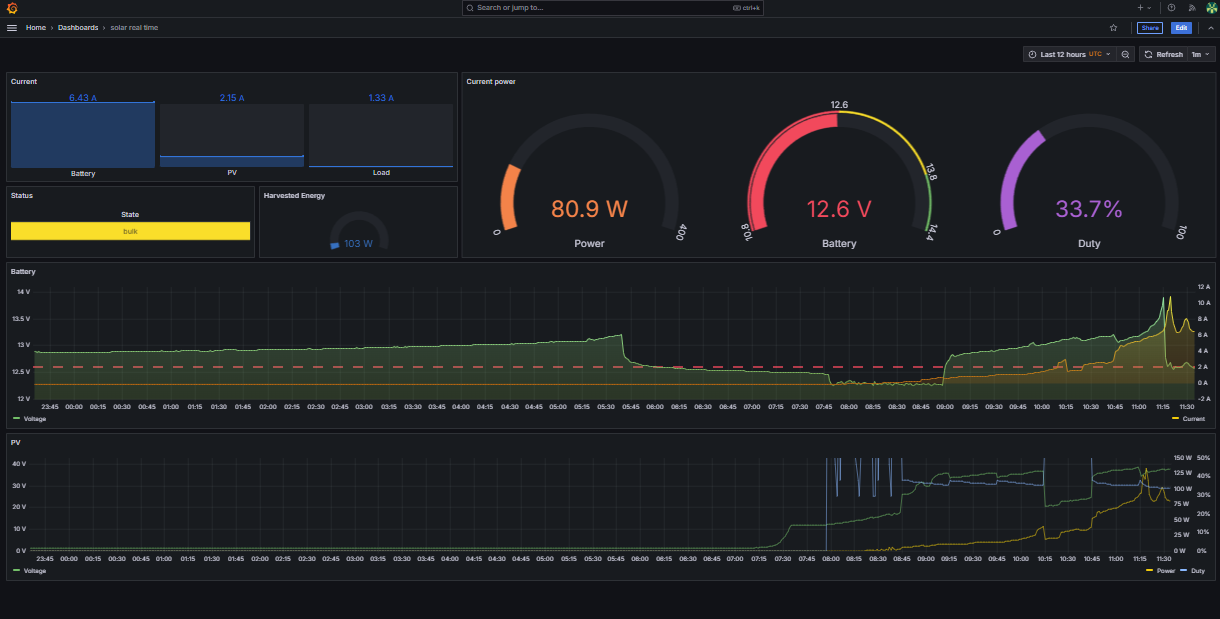 Search or jump to... ctrl+k
Home › Dashboards › solar real time
Share Edit
Last 12 hours UTC Refresh 1m
Current
6.43 A 2.15 A 1.33 A
Battery PV Load
Status
State
bulk
Harvested Energy
103 W
Current power
0 400
80.9 W
Power
10.8 12.6 13.8 14.4
12.6 V
Battery
0 100
33.7%
Duty
Battery
14 V
13.5 V
13 V
12.5 V
12 V
12 A
10 A
8 A
6 A
4 A
2 A
0 A
-2 A
23:45 00:00 00:15 00:30 00:45 01:00 01:15 01:30 01:45 02:00 02:15 02:30 02:45 03:00 03:15 03:30 03:45 04:00 04:15 04:30 04:45 05:00 05:15 05:30 05:45 06:00 06:15 06:30 06:45 07:00 07:15 07:30 07:45 08:00 08:15 08:30 08:45 09:00 09:15 09:30 09:45 10:00 10:15 10:30 10:45 11:00 11:15 11:30
Voltage Current
PV
40 V
30 V
20 V
10 V
0 V
150 W 50%
125 W
40%
100 W
30%
75 W
20%
50 W
10%
25 W
0 W 0%
23:45 00:00 00:15 00:30 00:45 01:00 01:15 01:30 01:45 02:00 02:15 02:30 02:45 03:00 03:15 03:30 03:45 04:00 04:15 04:30 04:45 05:00 05:15 05:30 05:45 06:00 06:15 06:30 06:45 07:00 07:15 07:30 07:45 08:00 08:15 08:30 08:45 09:00 09:15 09:30 09:45 10:00 10:15 10:30 10:45 11:00 11:15 11:30
Voltage Power Duty